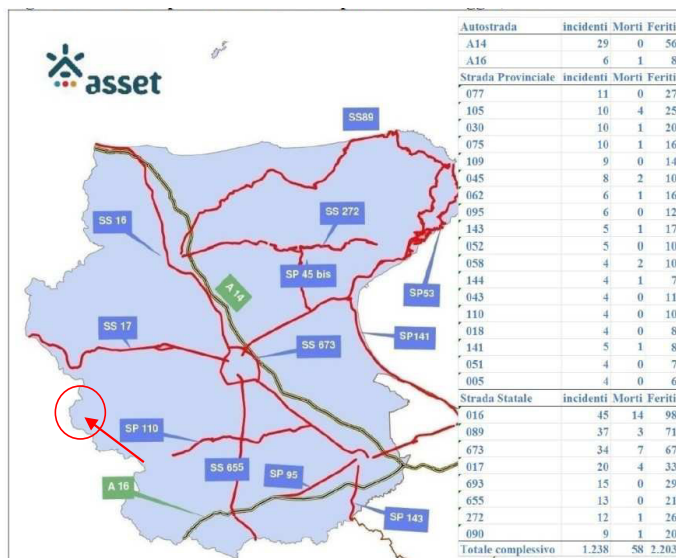 asset
SS89
SS 16
SS 272
SP 45 bis
A 14
SP53
SS 17
SS 673
SP141
SP 110
SS 655
SP 95
A 16
SP 143
Autostrada incidenti Morti Feriti
A14 29 0 56
A16 6 1 8
Strada Provinciale incidenti Morti Feriti
077 11 0 27
105 10 4 25
030 10 1 20
075 10 1 16
109 9 0 14
045 8 2 10
062 6 1 16
095 6 0 12
143 5 1 17
052 5 0 10
058 4 2 10
144 4 1 7
043 4 0 11
110 4 0 10
018 4 0 8
141 5 1 8
051 4 0 7
005 4 0 6
Strada Statale incidenti Morti Feriti
016 45 14 98
089 37 3 71
673 34 7 67
017 20 4 33
693 15 0 29
655 13 0 21
272 12 1 26
090 9 1 20
Totale complessivo 1.238 58 2.203